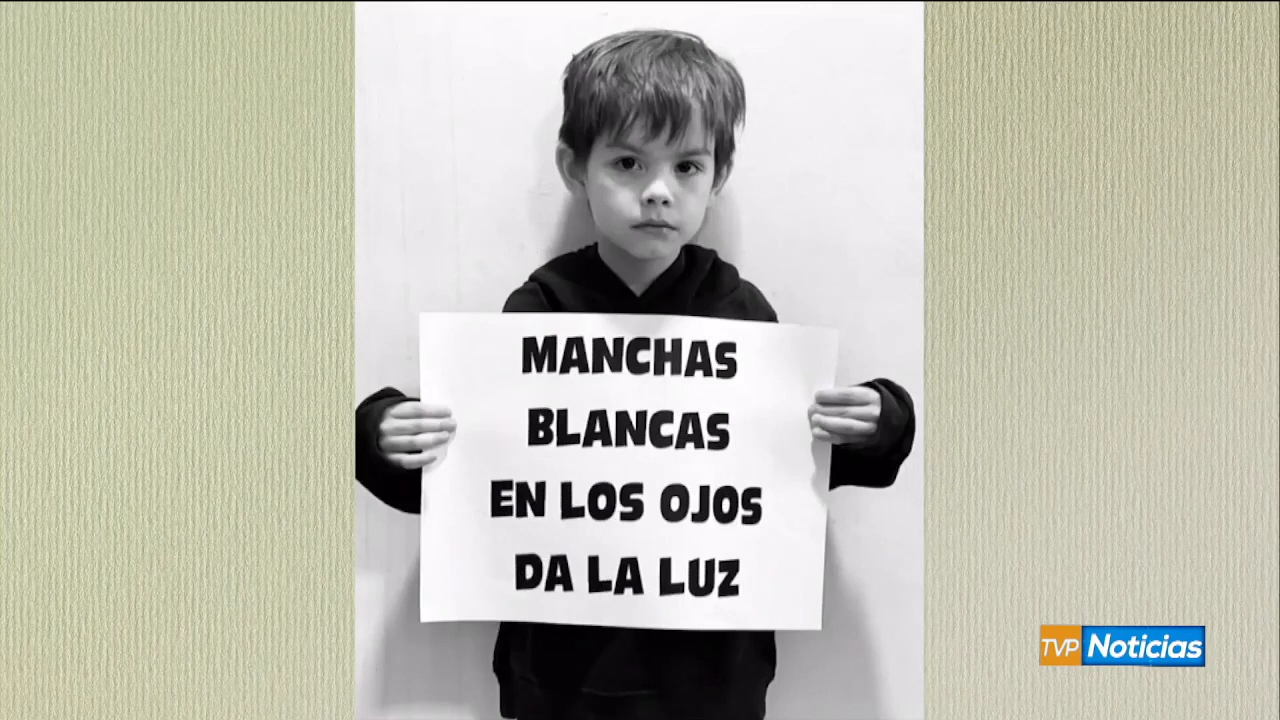 MANCHAS
BLANCAS
EN LOS OJOS
DA LA LUZ
TVP Noticias